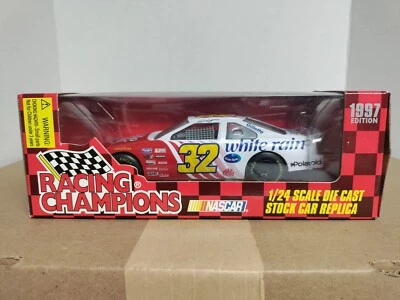 WARNING:
1997
EDITION
white rain
32
Polaroid
RACING
CHAMPIONS
NASCAR
1/24 SCALE DIE CAST
STOCK CAR REPLICA